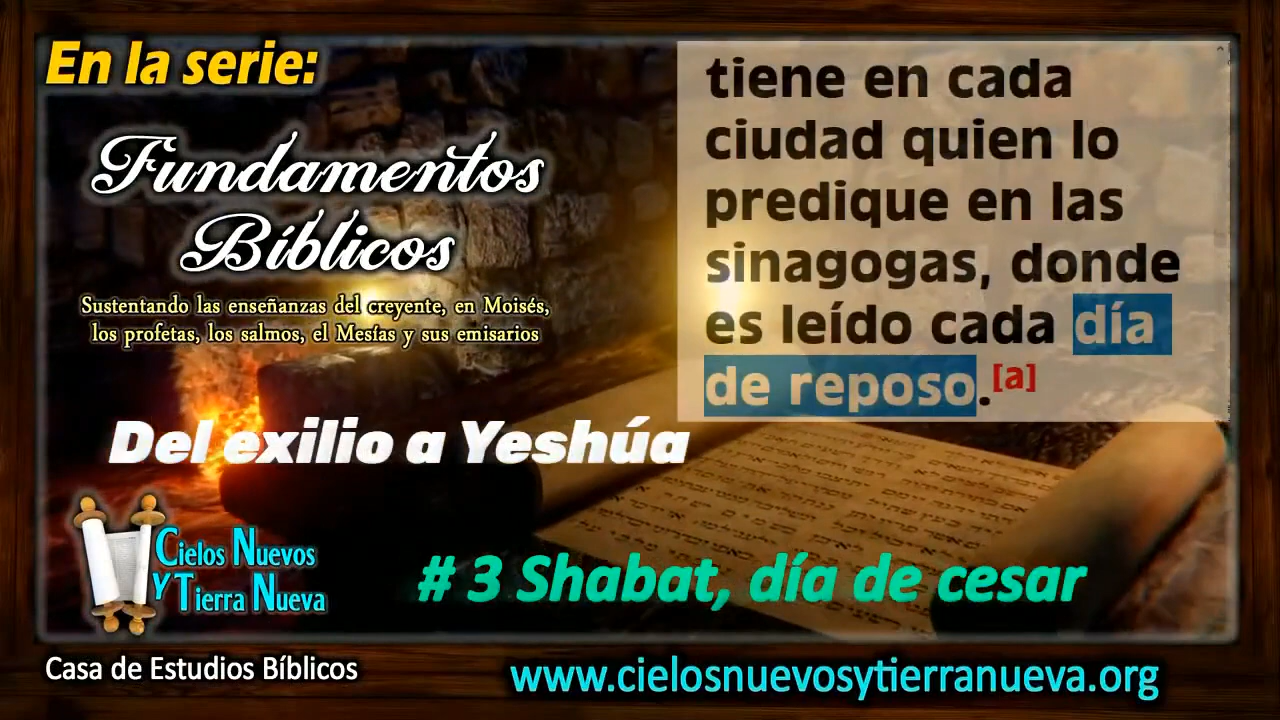 En la serie:
Fundamentos
Bíblicos
Sustentando las enseñanzas del creyente, en Moisés,
los profetas, los salmos, el Mesías y sus emisarios
tiene en cada
ciudad quien lo
predique en las
sinagogas, donde
es leído cada día
de reposo.[a]
Del exilio a Yeshúa
Cielos Nuevos
Y Tierra Nueva
# 3 Shabat, día de cesar
Casa de Estudios Bíblicos
www.cielosnuevosytierranueva.org